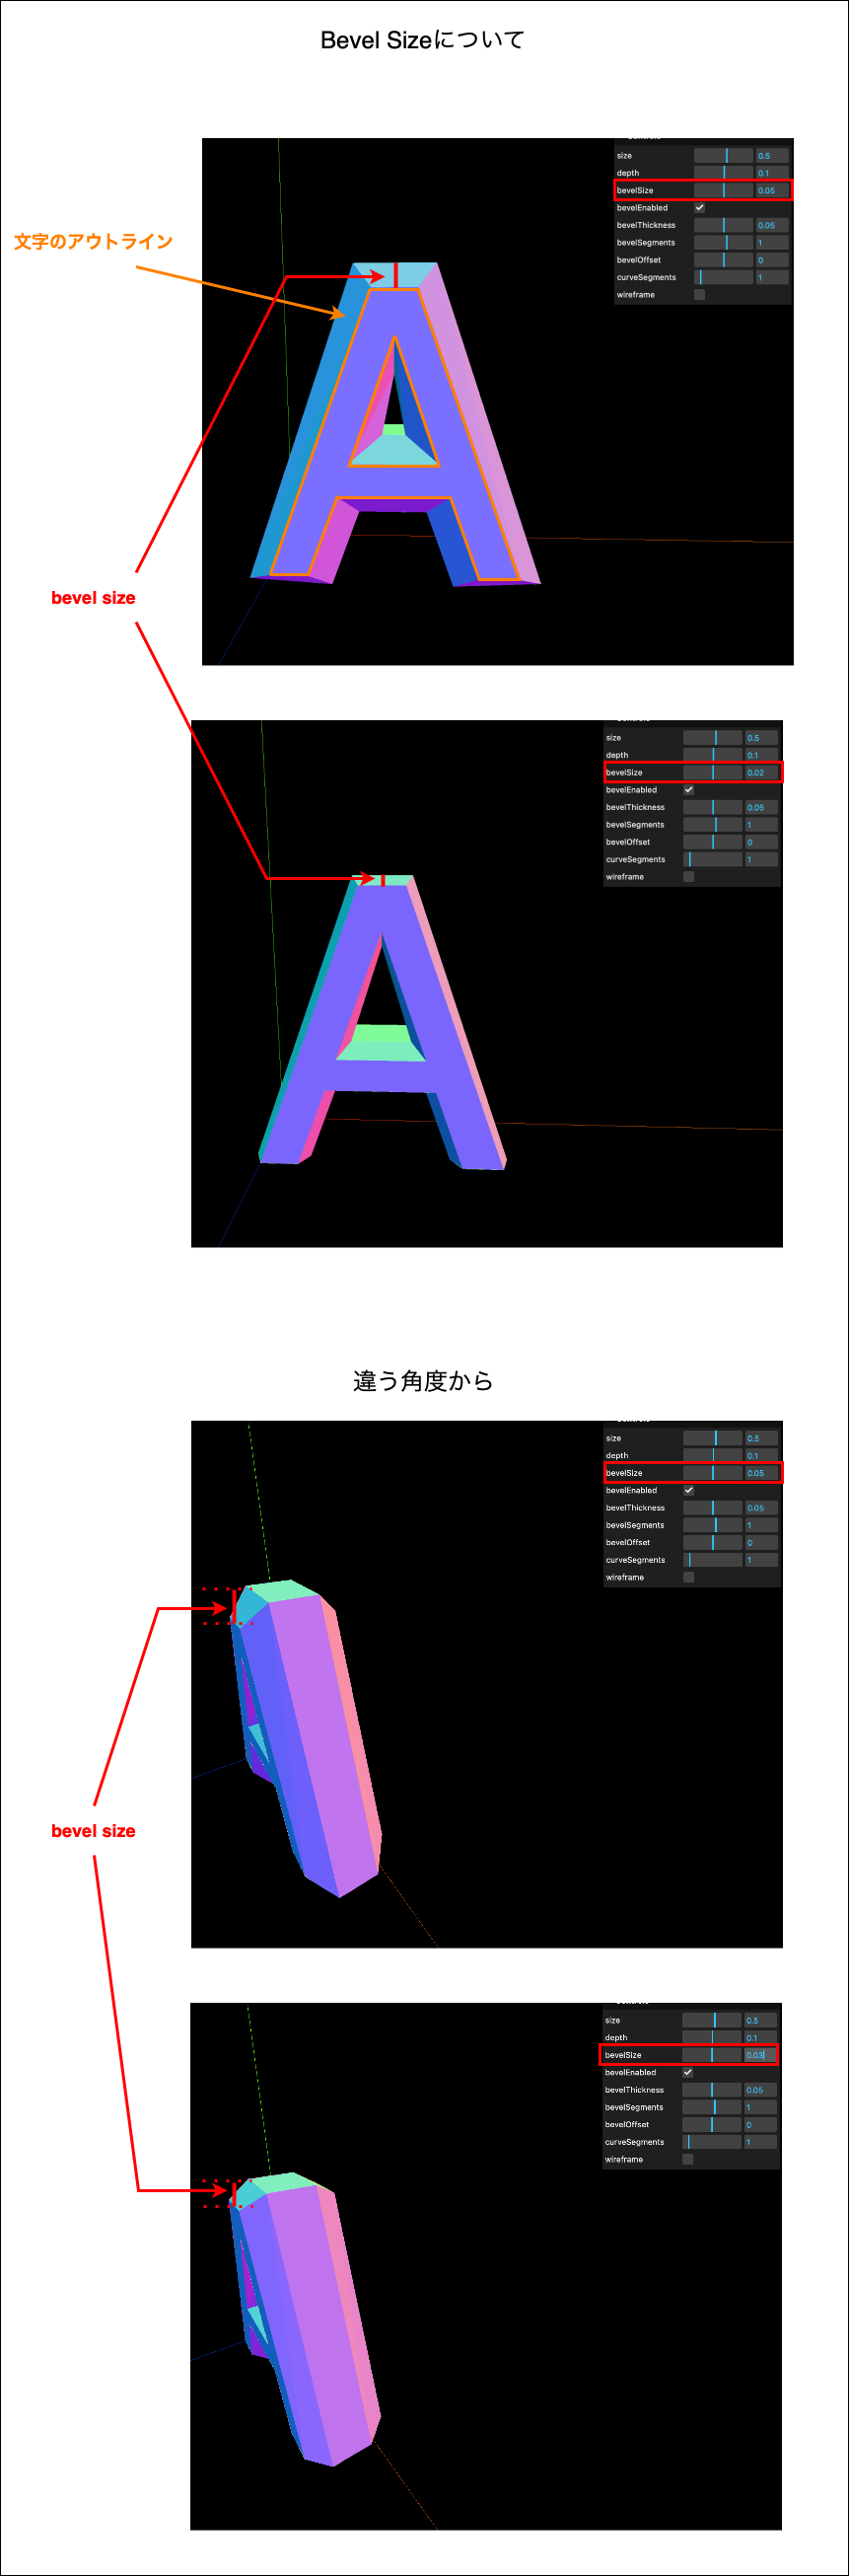 Bevel Sizeについて
size 0.5
depth 0.1
bevelSize 0.05
文字のアウトライン
bevelEnabled
bevelThickness 0.05
bevelSegments 1
bevelOffset 0
curveSegments 1
wireframe
bevel size
size 0.5
depth 0.1
bevelSize 0.02
bevelEnabled
bevelThickness 0.05
bevelSegments 1
bevelOffset 0
curveSegments 1
wireframe
違う角度から
size 0.5
depth 0.1
bevelSize 0.05
bevelEnabled
bevelThickness 0.05
bevelSegments 1
bevelOffset 0
curveSegments 1
wireframe
bevel size
size 0.5
depth 0.1
bevelSize 0.03
bevelEnabled
bevelThickness 0.05
bevelSegments 1
bevelOffset 0
curveSegments 1
wireframe